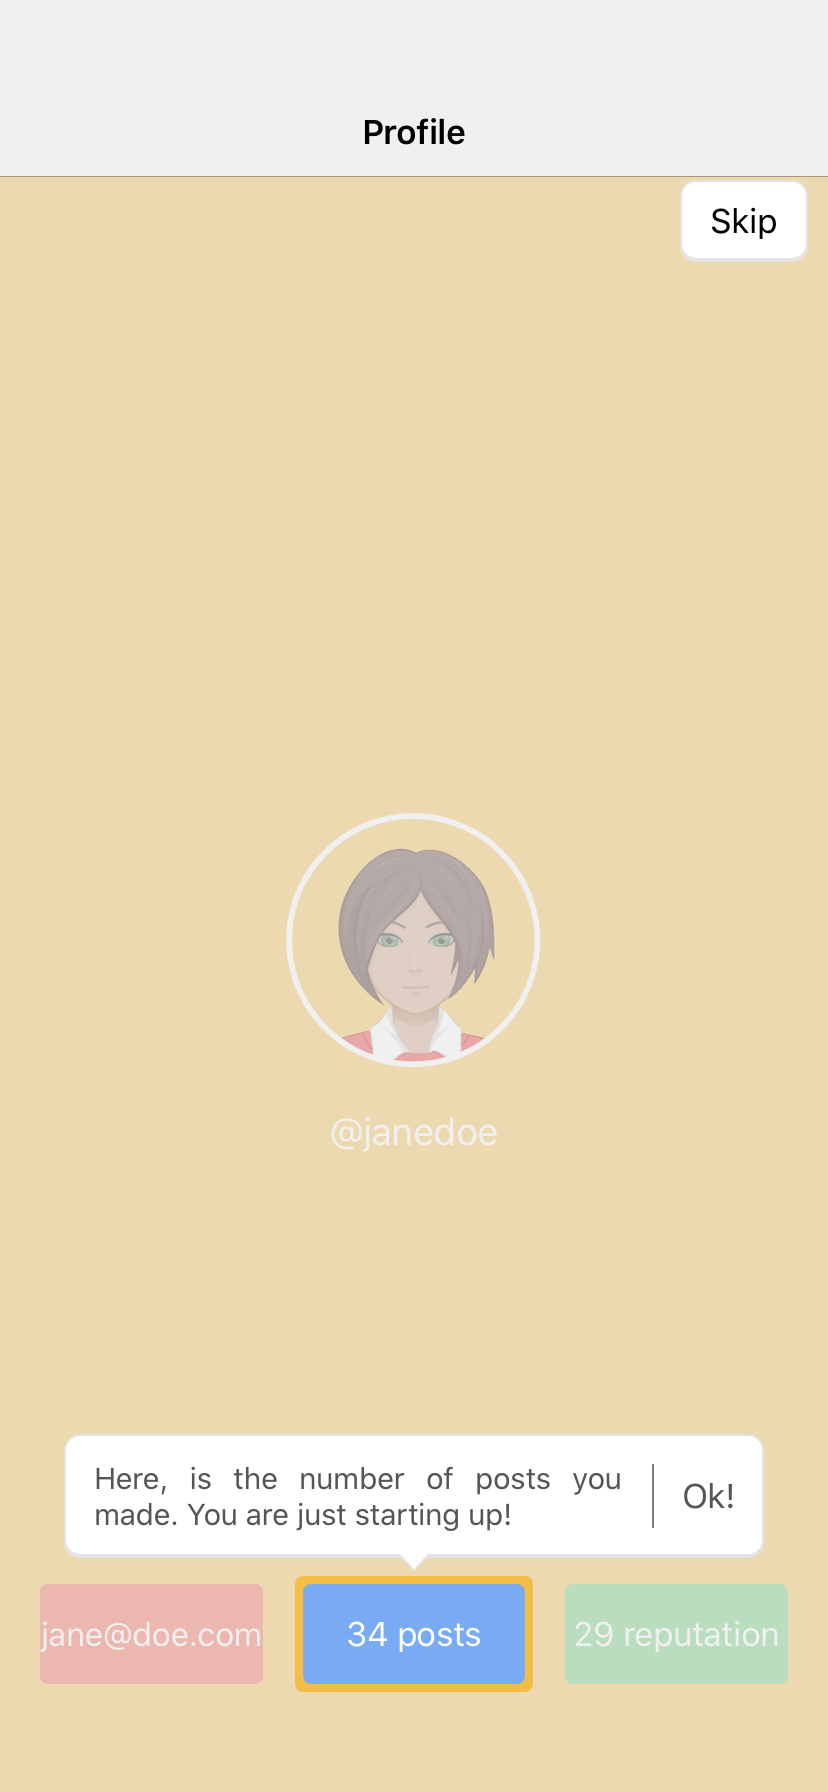 Profile
Skip
@janedoe
Here, is the number of posts you
made. You are just starting up!
Ok!
jane@doe.com
34 posts
29 reputation